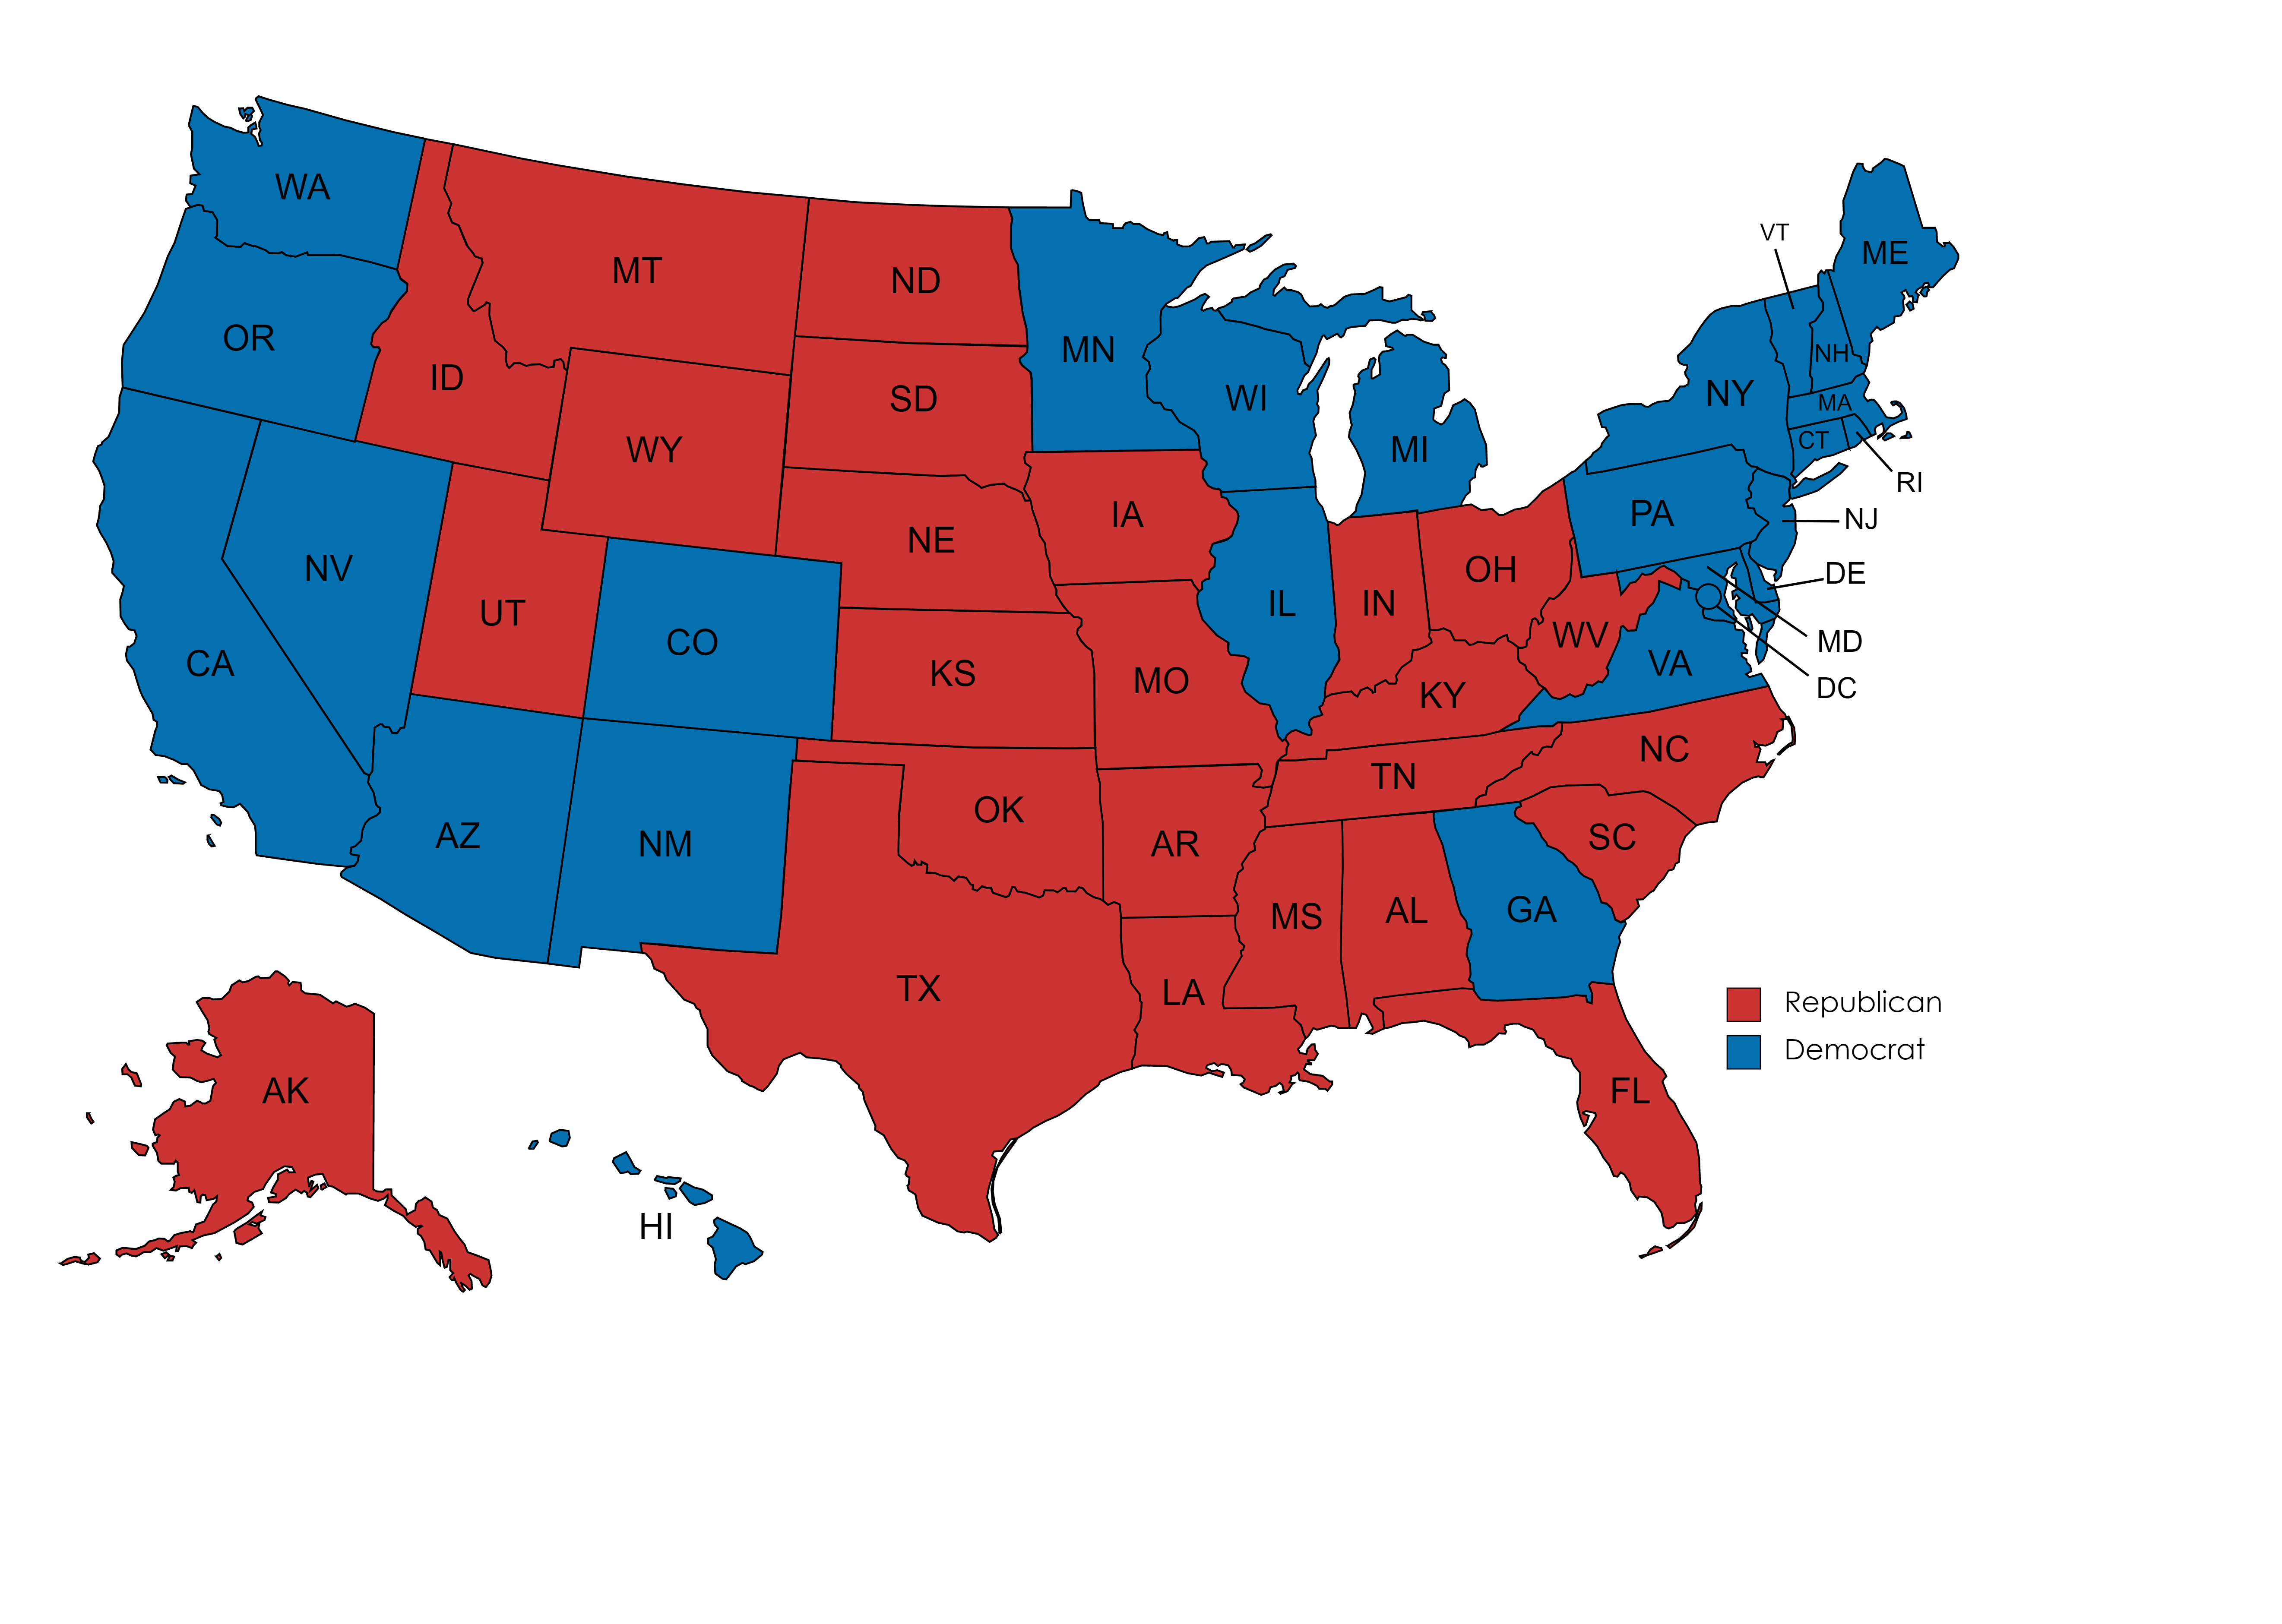 WA
VT
ME
MT
ND
OR
MN
NH
ID
SD
WI
NY
MA
WY
MI
CT
RI
IA
PA
NJ
NE
NV
OH
DE
UT
IL
IN
CO
WV
MD
CA
KS
MO
VA
KY
DC
NC
TN
OK
AZ
NM
AR
SC
MS
AL
GA
TX
LA
Republican
Democrat
AK
FL
HI